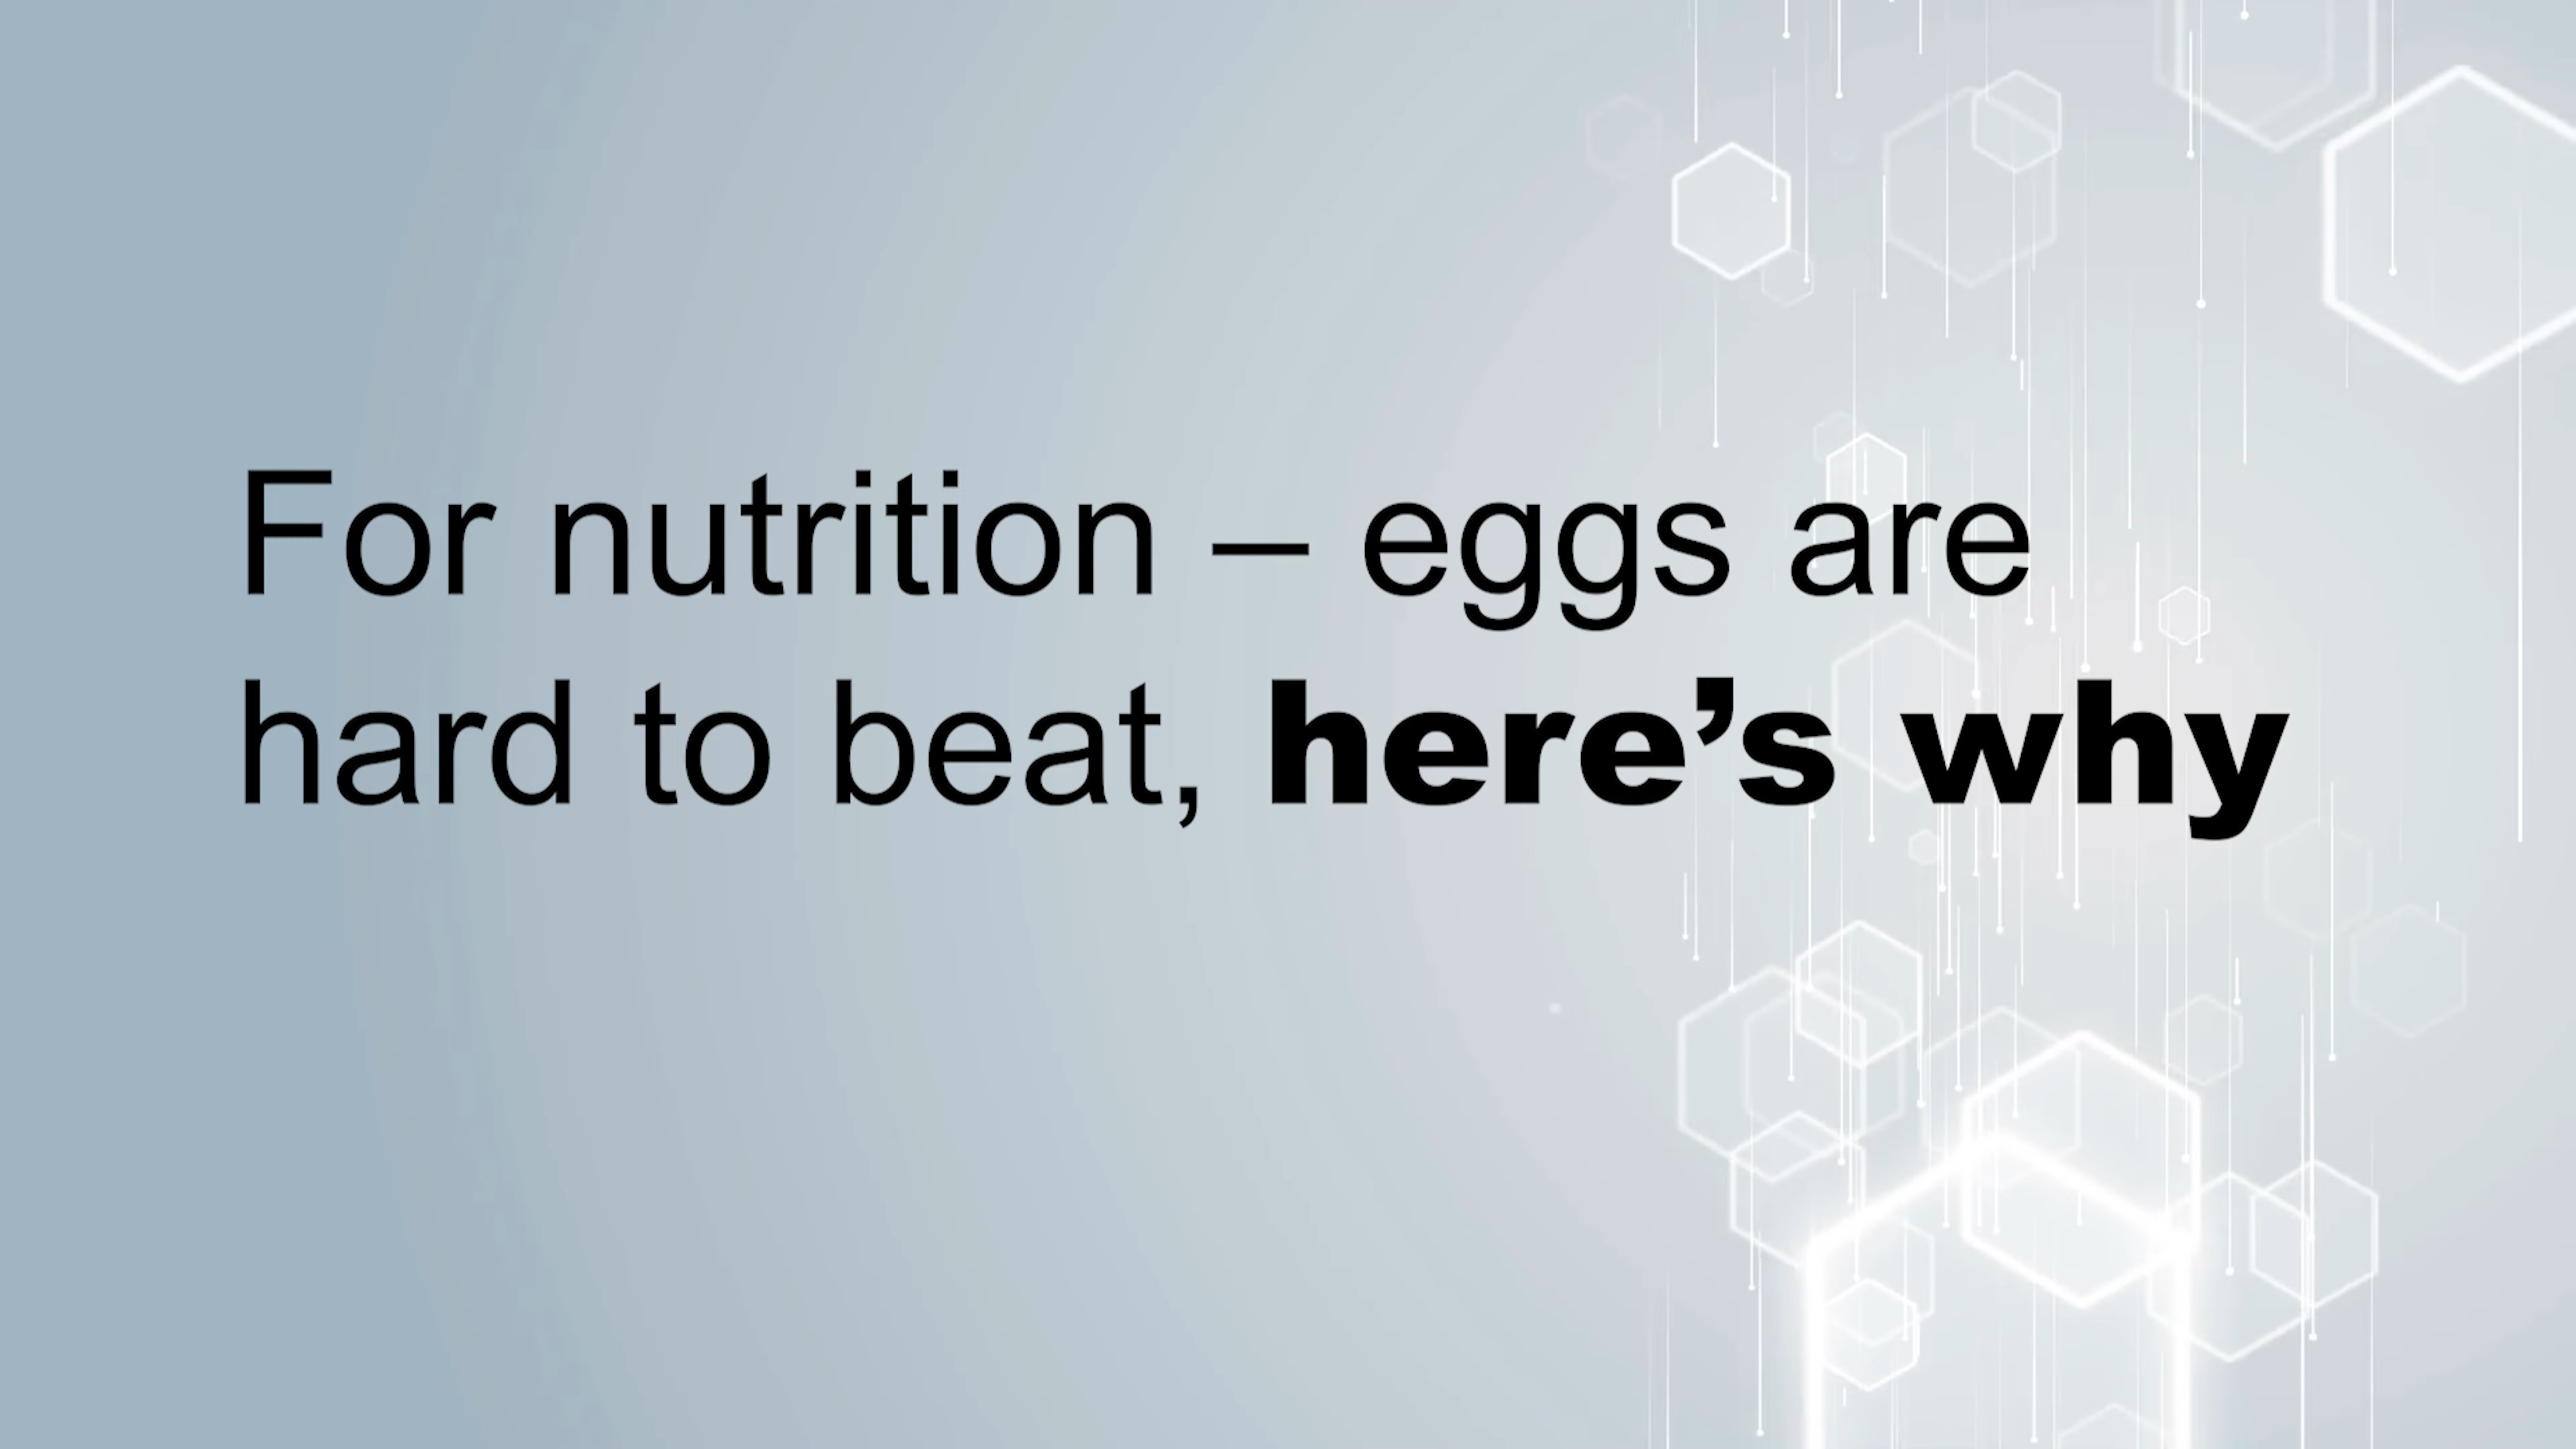 For nutrition – eggs are
hard to beat, here’s why